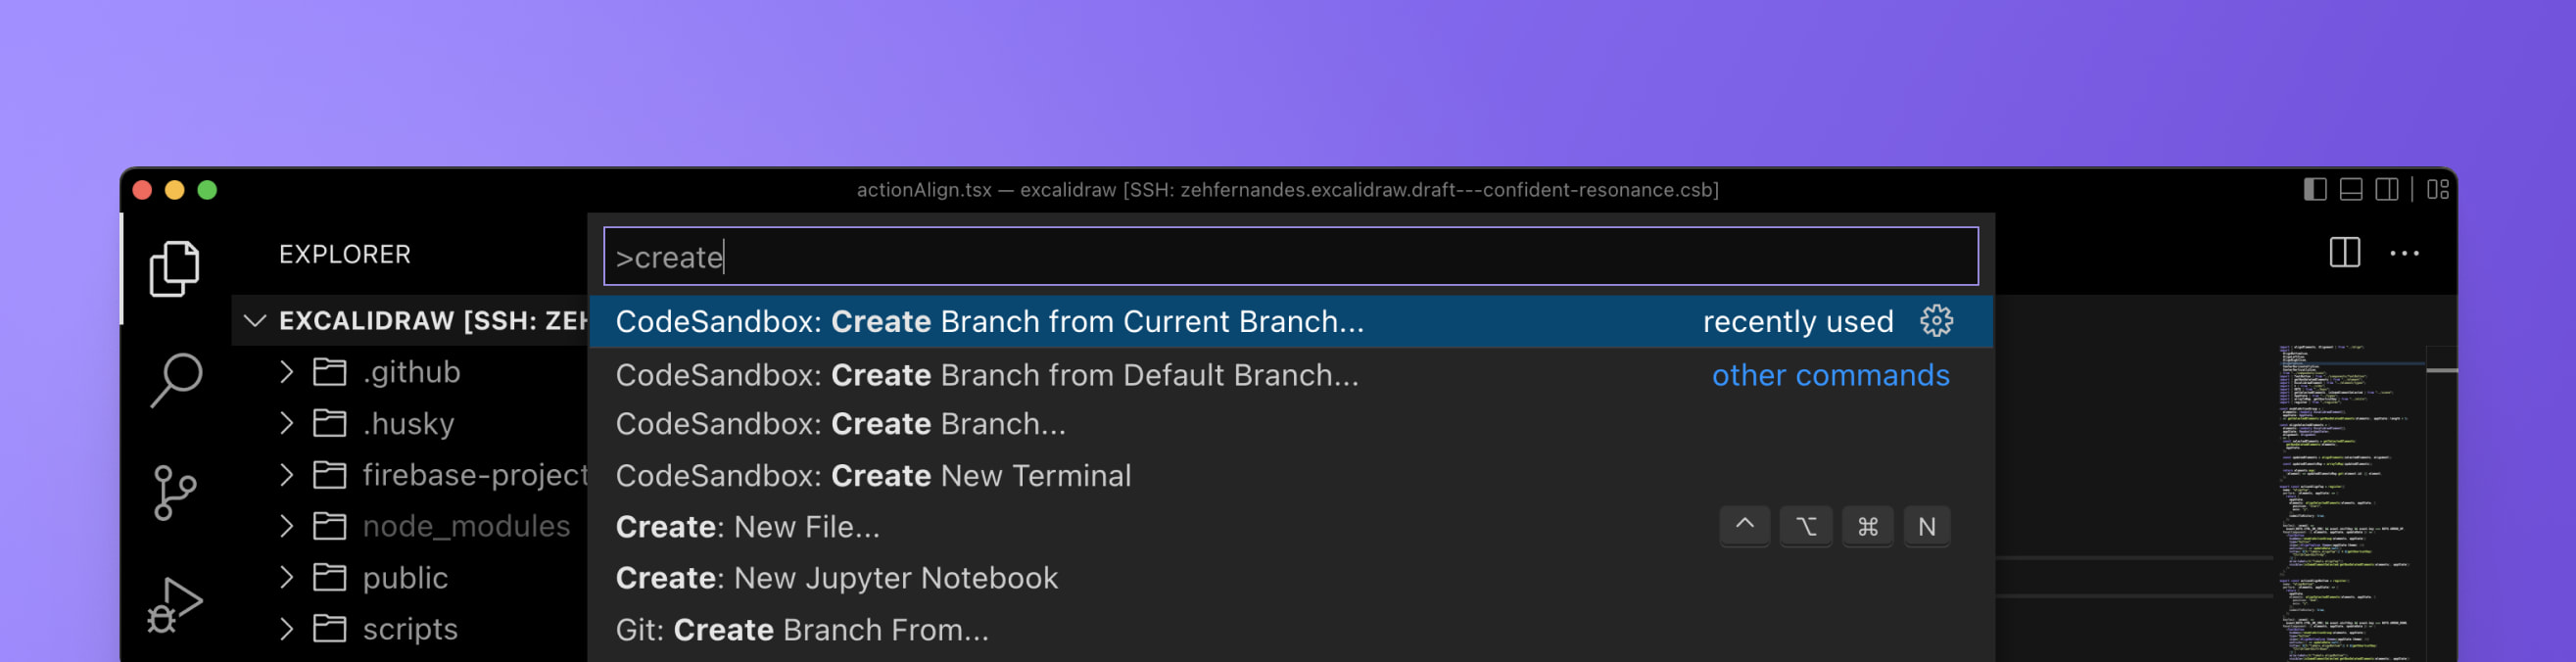 actionAlign.tsx — excalidraw [SSH: zehfernandes.excalidraw.draft---confident-resonance.csb]
EXPLORER
EXCALIDRAW [SSH: ZEH
.github
.husky
firebase-project
node_modules
public
scripts
>create
CodeSandbox: Create Branch from Current Branch... recently used
CodeSandbox: Create Branch from Default Branch... other commands
CodeSandbox: Create Branch...
CodeSandbox: Create New Terminal
Create: New File... ⌃ ⌥ ⌘ N
Create: New Jupyter Notebook
Git: Create Branch From...